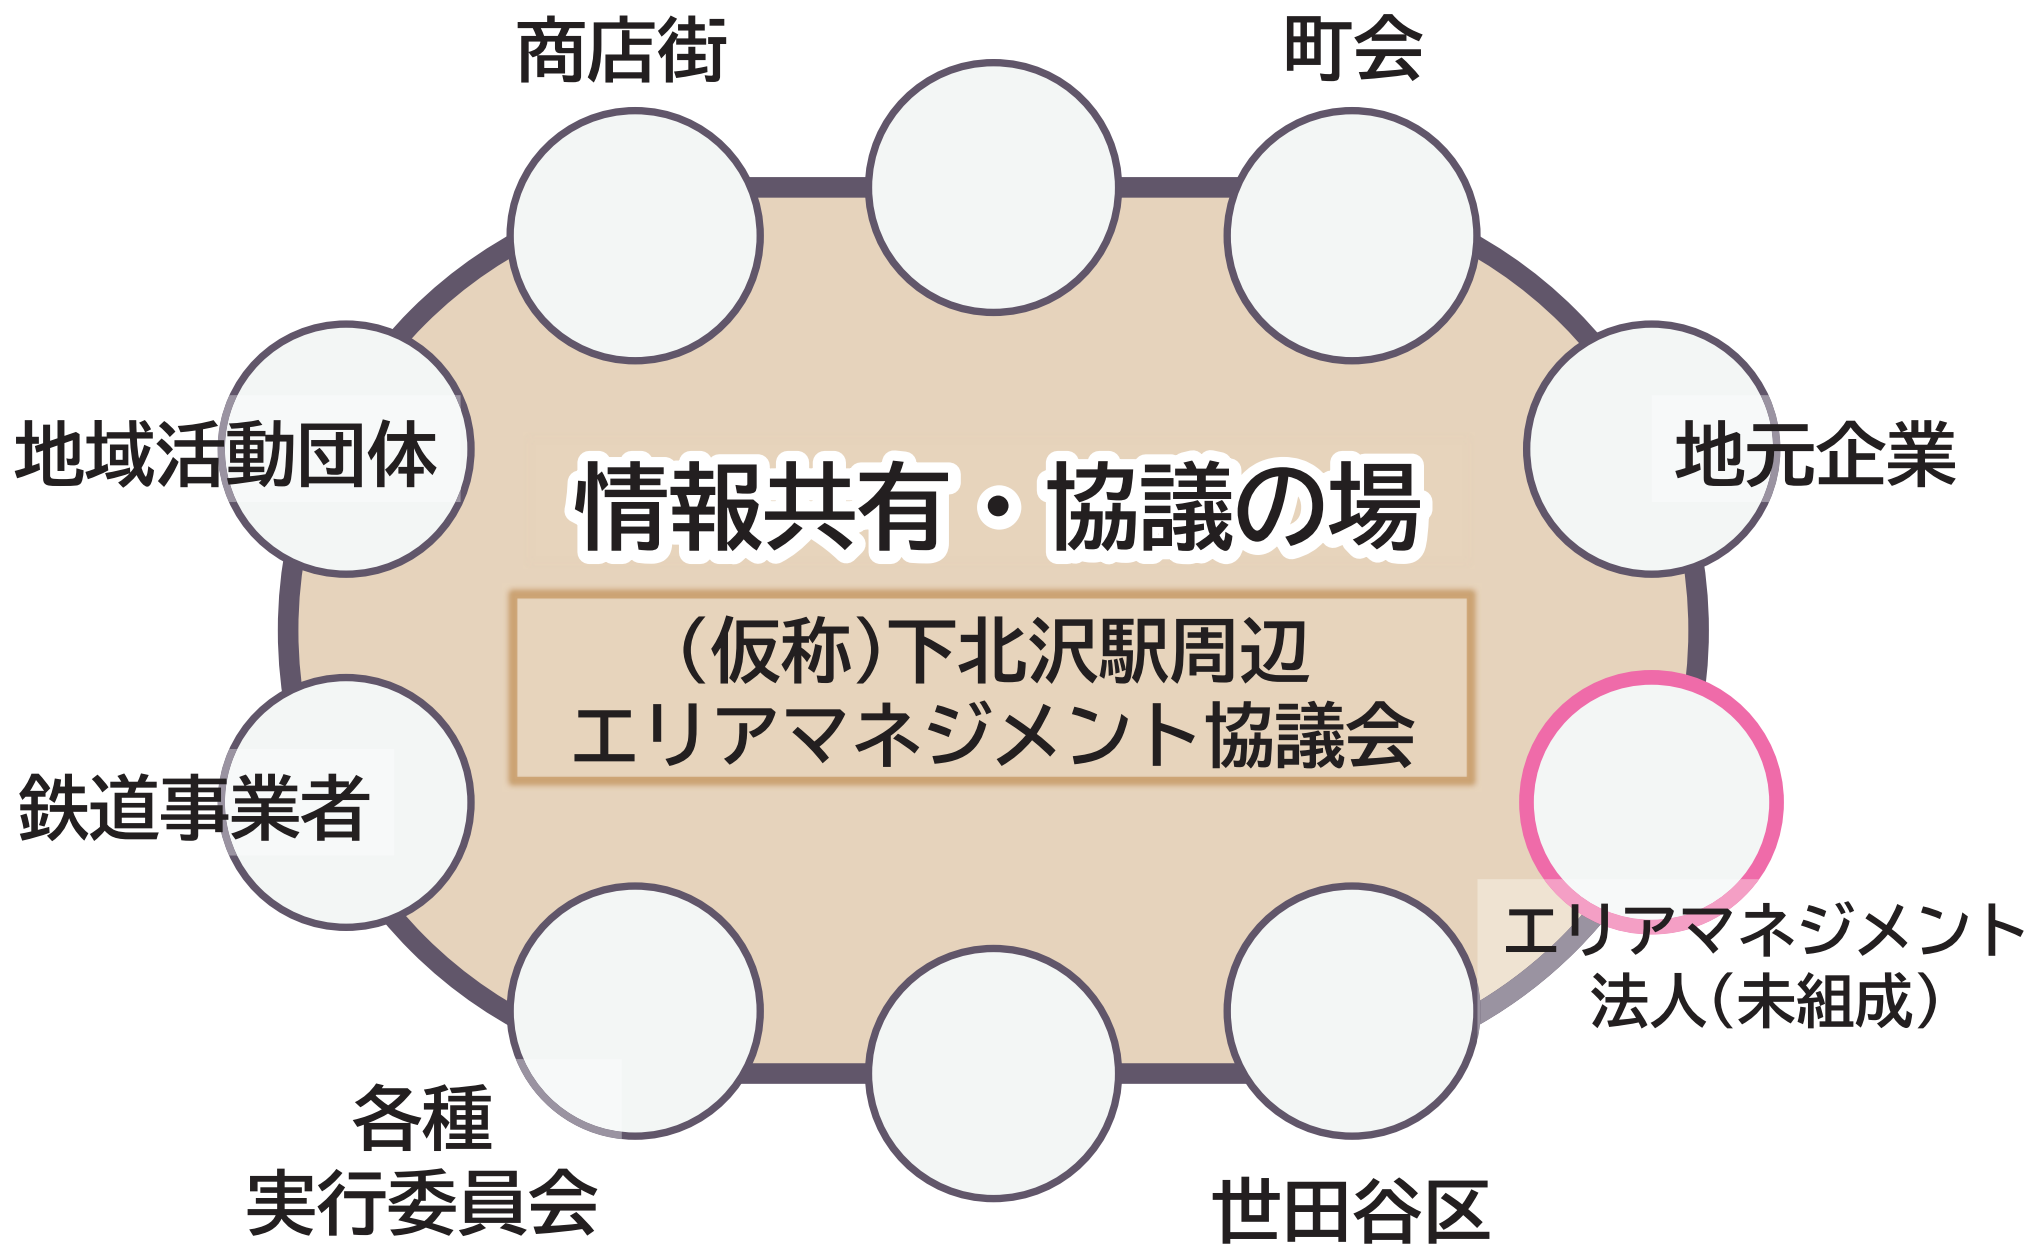 商店街
町会
地域活動団体
地元企業
情報共有・協議の場
(仮称)下北沢駅周辺
エリアマネジメント協議会
鉄道事業者
エリアマネジメント
法人(未組成)
各種
実行委員会
世田谷区